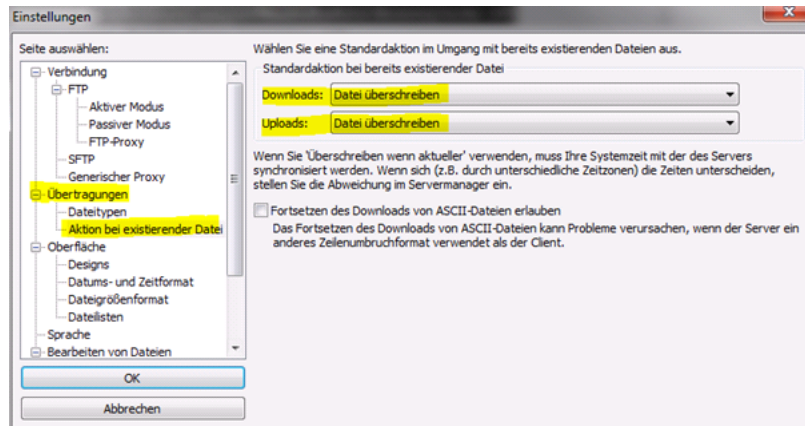 Einstellungen
Seite auswählen:
Verbindung
FTP
Aktiver Modus
Passiver Modus
FTP-Proxy
SFTP
Generischer Proxy
Übertragungen
Dateitypen
Aktion bei existierender Datei
Oberfläche
Designs
Datums- und Zeitformat
Dateigrößenformat
Dateilisten
Sprache
Bearbeiten von Dateien
OK
Abbrechen
Wählen Sie eine Standardaktion im Umgang mit bereits existierenden Dateien aus.
Standardaktion bei bereits existierender Datei
Downloads: Datei überschreiben
Uploads: Datei überschreiben
Wenn Sie 'Überschreiben wenn aktueller' verwenden, muss Ihre Systemzeit mit der des Servers
synchronisiert werden. Wenn sich (z.B. durch unterschiedliche Zeitzonen) die Zeiten unterscheiden,
stellen Sie die Abweichung im Servermanager ein.
Fortsetzen des Downloads von ASCII-Dateien erlauben
Das Fortsetzen des Downloads von ASCII-Dateien kann Probleme verursachen, wenn der Server ein
anderes Zeilenumbruchformat verwendet als der Client.